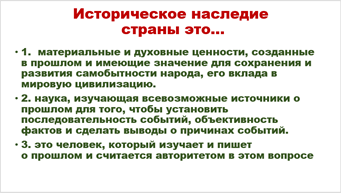 Историческое наследие
страны это…
• 1.  материальные и духовные ценности, созданные
в прошлом и имеющие значение для сохранения и
развития самобытности народа, его вклада в
мировую цивилизацию.
• 2. наука, изучающая всевозможные источники о
прошлом для того, чтобы установить
последовательность событий, объективность
фактов и сделать выводы о причинах событий.
• 3. это человек, который изучает и пишет
о прошлом и считается авторитетом в этом вопросе